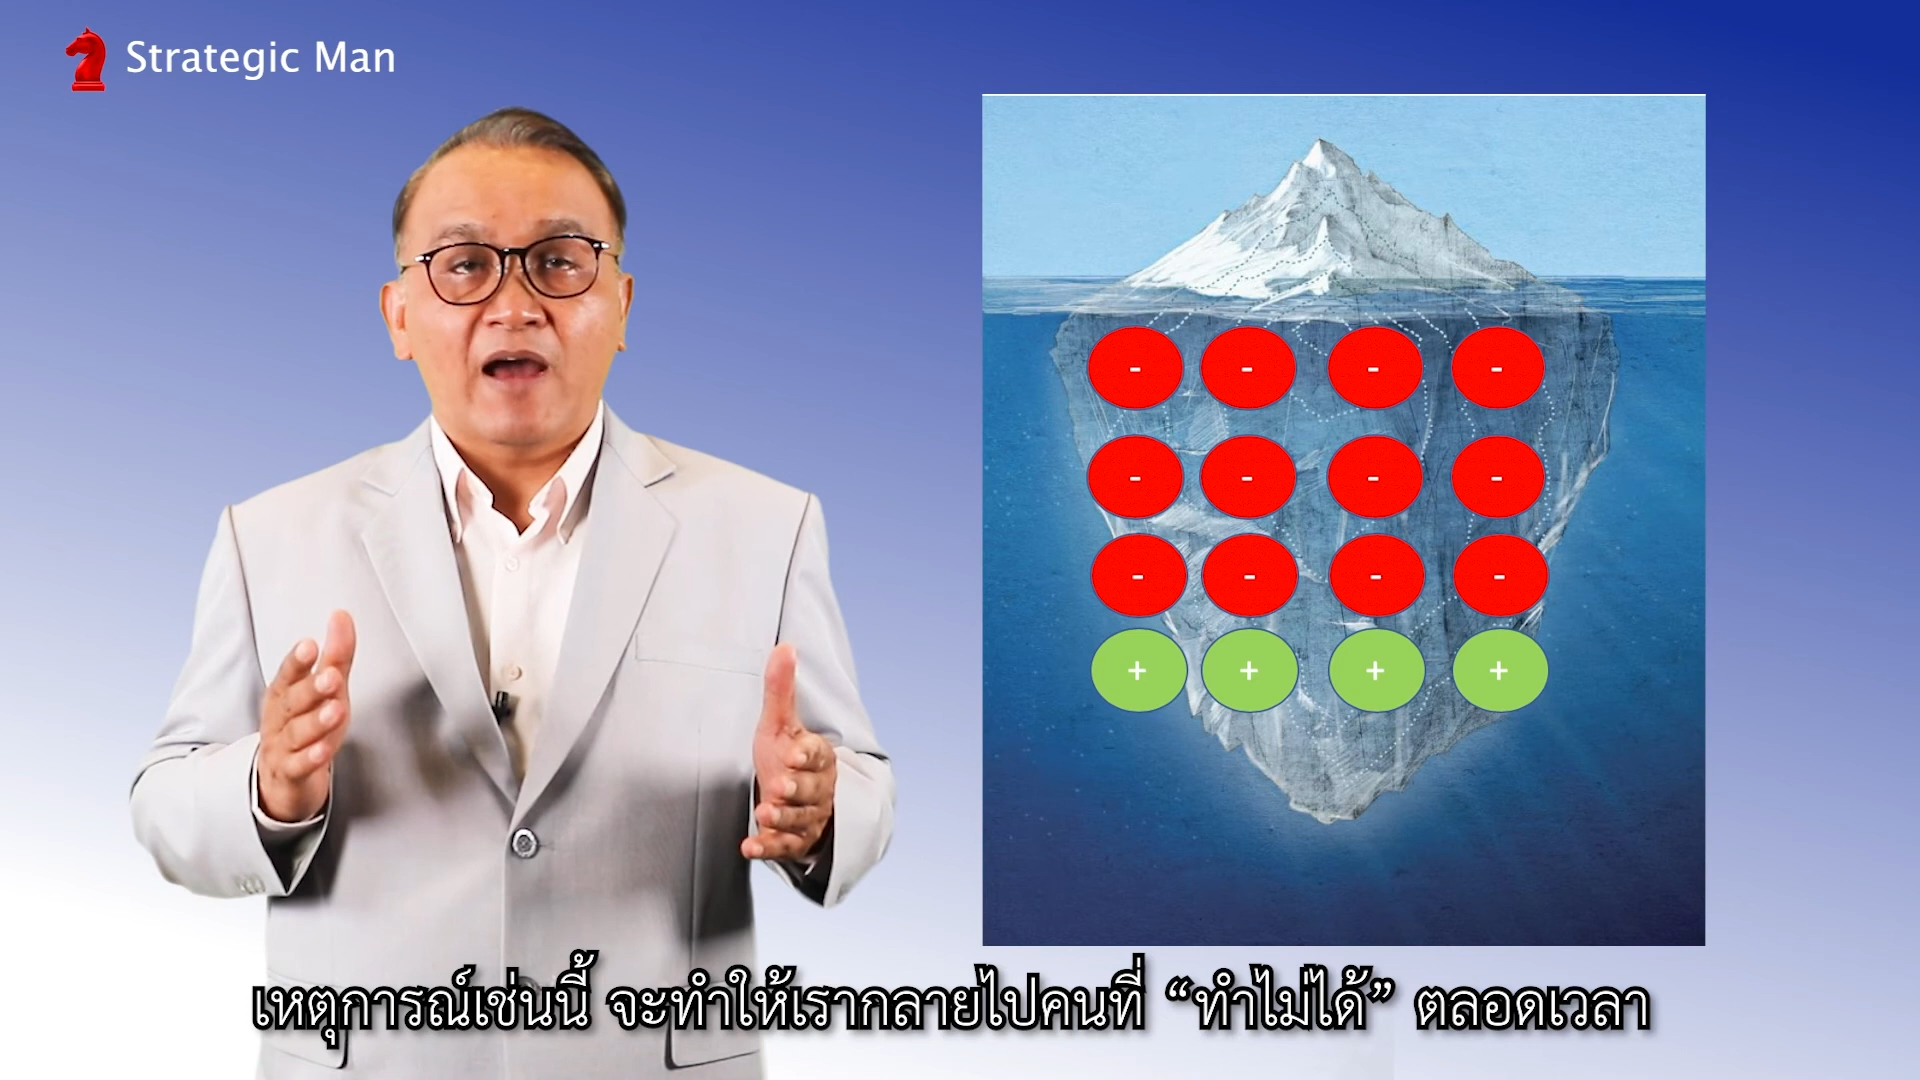 Strategic Man
- - - -
- - - -
- - - -
+ + + +
เหตุการณ์เช่นนี้ จะทำให้เรากลายไปคนที่ “ทำไม่ได้” ตลอดเวลา